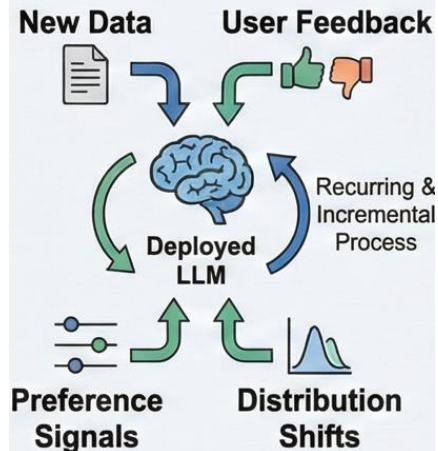 New Data
User Feedback
Recurring &
Incremental
Process
Deployed
LLM
Preference
Signals
Distribution
Shifts